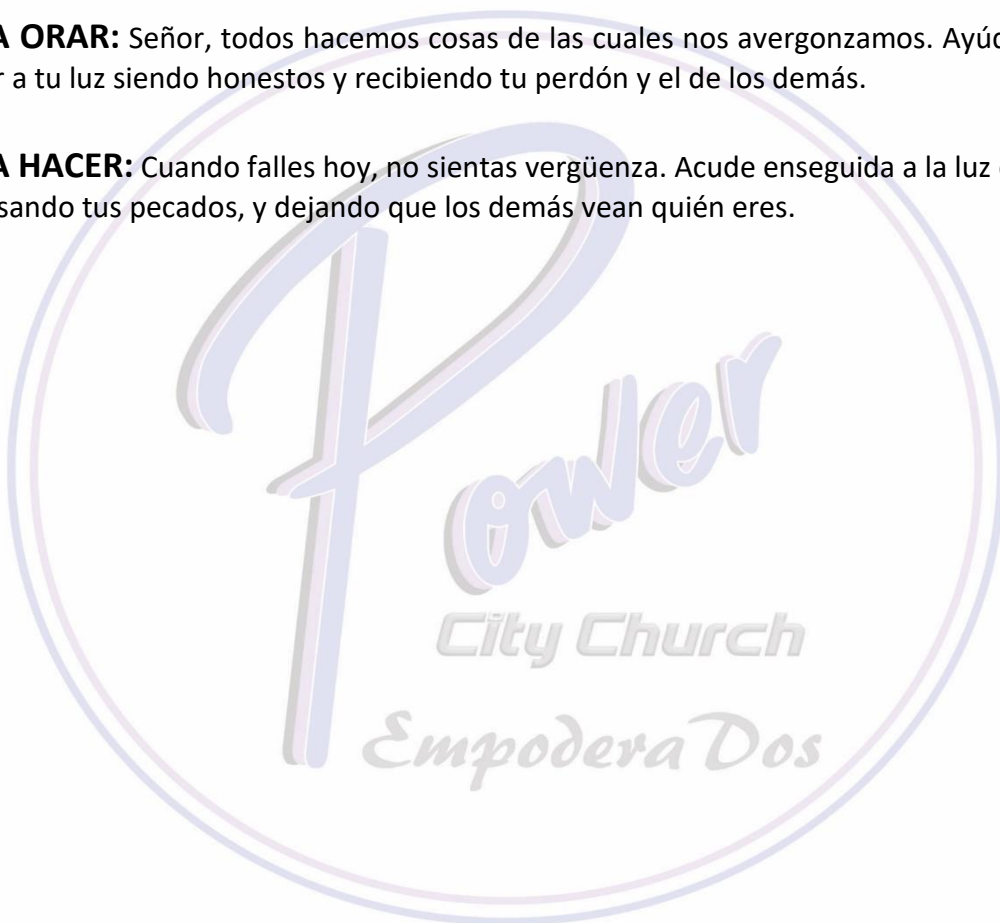 A ORAR: Señor, todos hacemos cosas de las cuales nos avergonzamos. Ayúd
r a tu luz siendo honestos y recibiendo tu perdón y el de los demás.
A HACER: Cuando falles hoy, no sientas vergüenza. Acude enseguida a la luz
sando tus pecados, y dejando que los demás vean quién eres.
Power
City Church
Empodera Dos